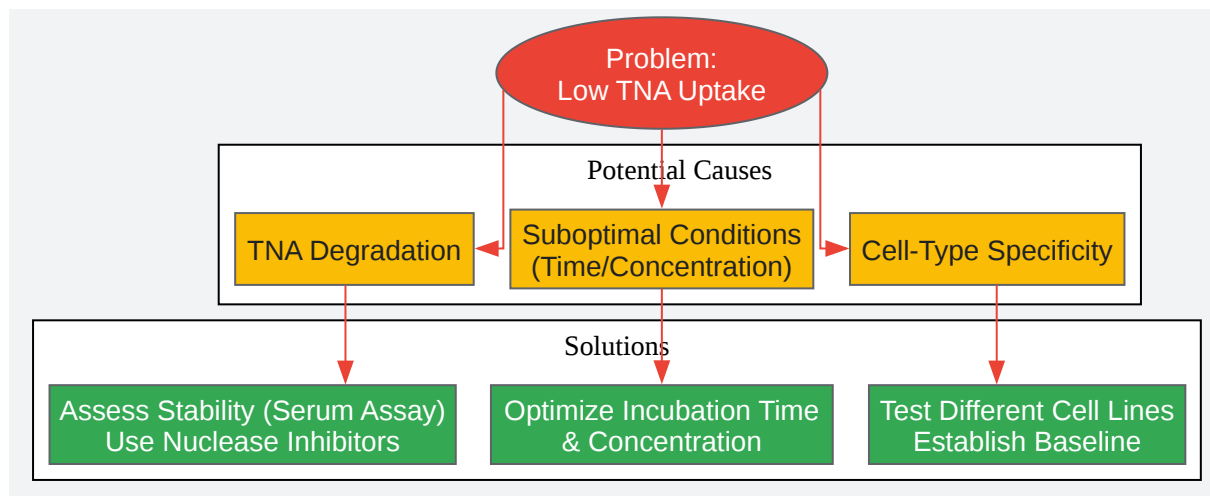 Problem:
Low TNA Uptake
Potential Causes
TNA Degradation
Suboptimal Conditions
(Time/Concentration)
Cell-Type Specificity
Solutions
Assess Stability (Serum Assay)
Use Nuclease Inhibitors
Optimize Incubation Time
& Concentration
Test Different Cell Lines
Establish Baseline